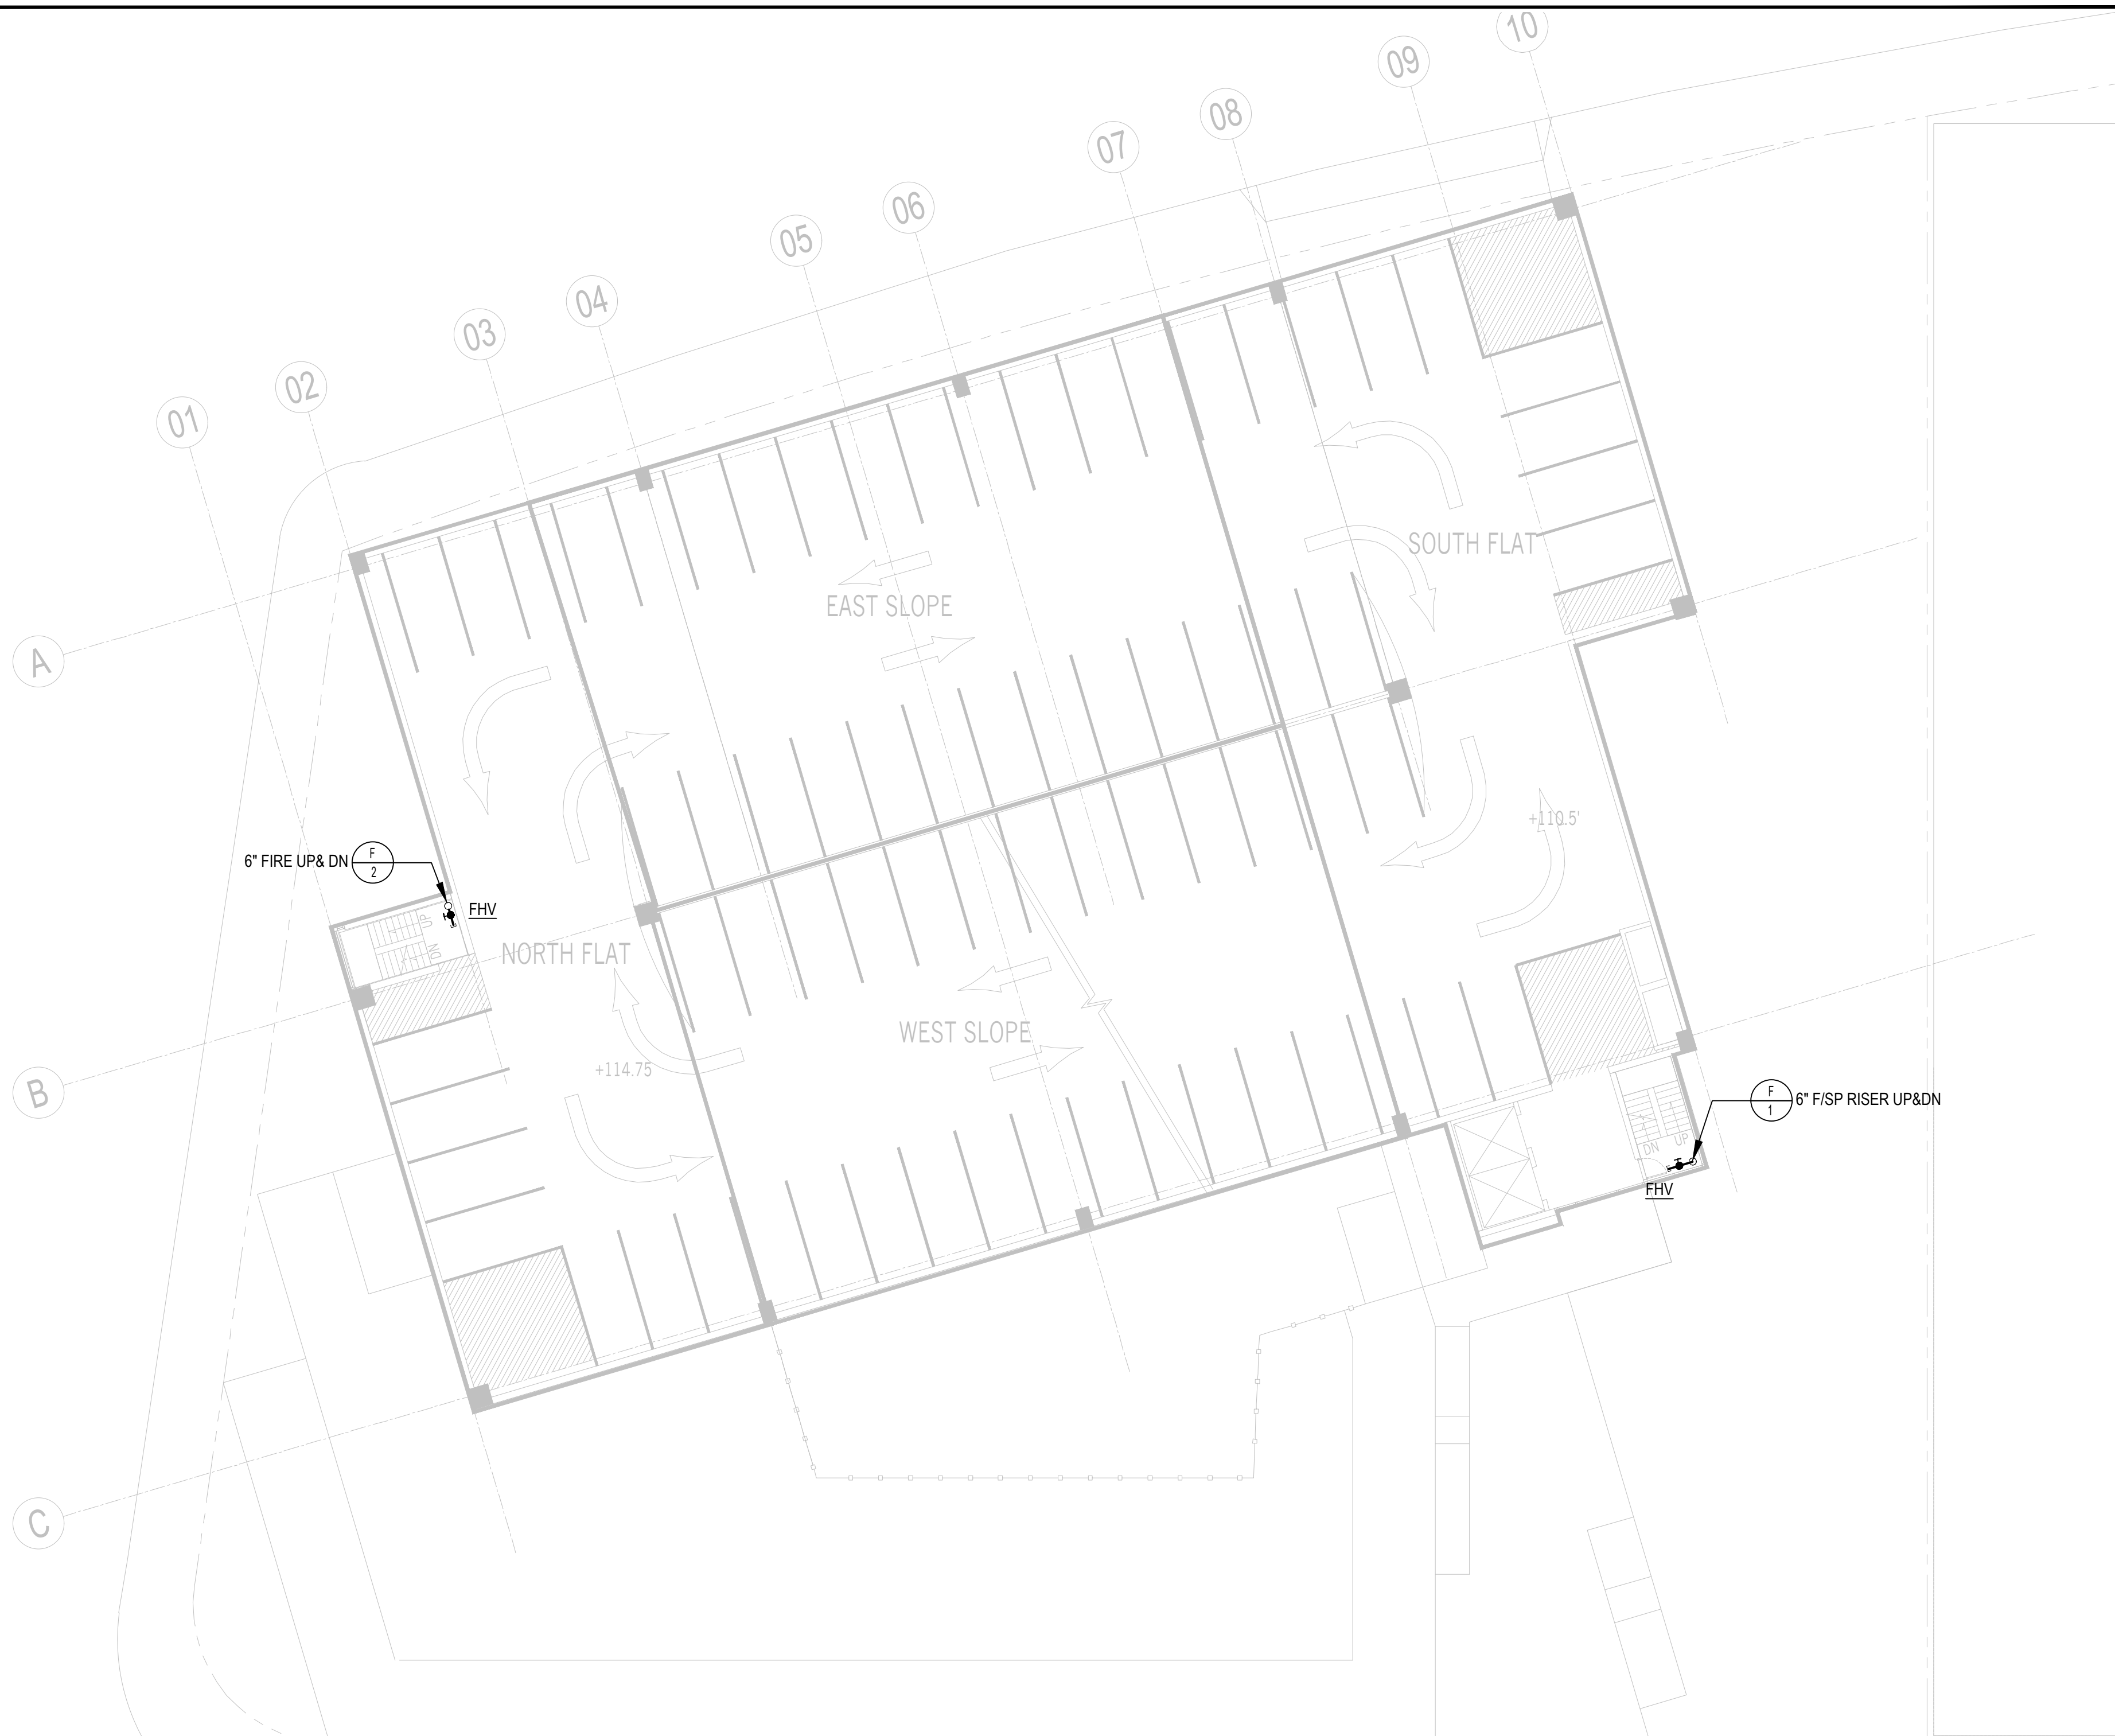 10
09
08
07
06
05
04
03
02
01
A
B
C
EAST SLOPE
SOUTH FLAT
+110.5'
6" FIRE UP& DN
F
2
FHV
UP
DN
NORTH FLAT
WEST SLOPE
+114.75
F
1
6" F/SP RISER UP&DN
DN
UP
FHV